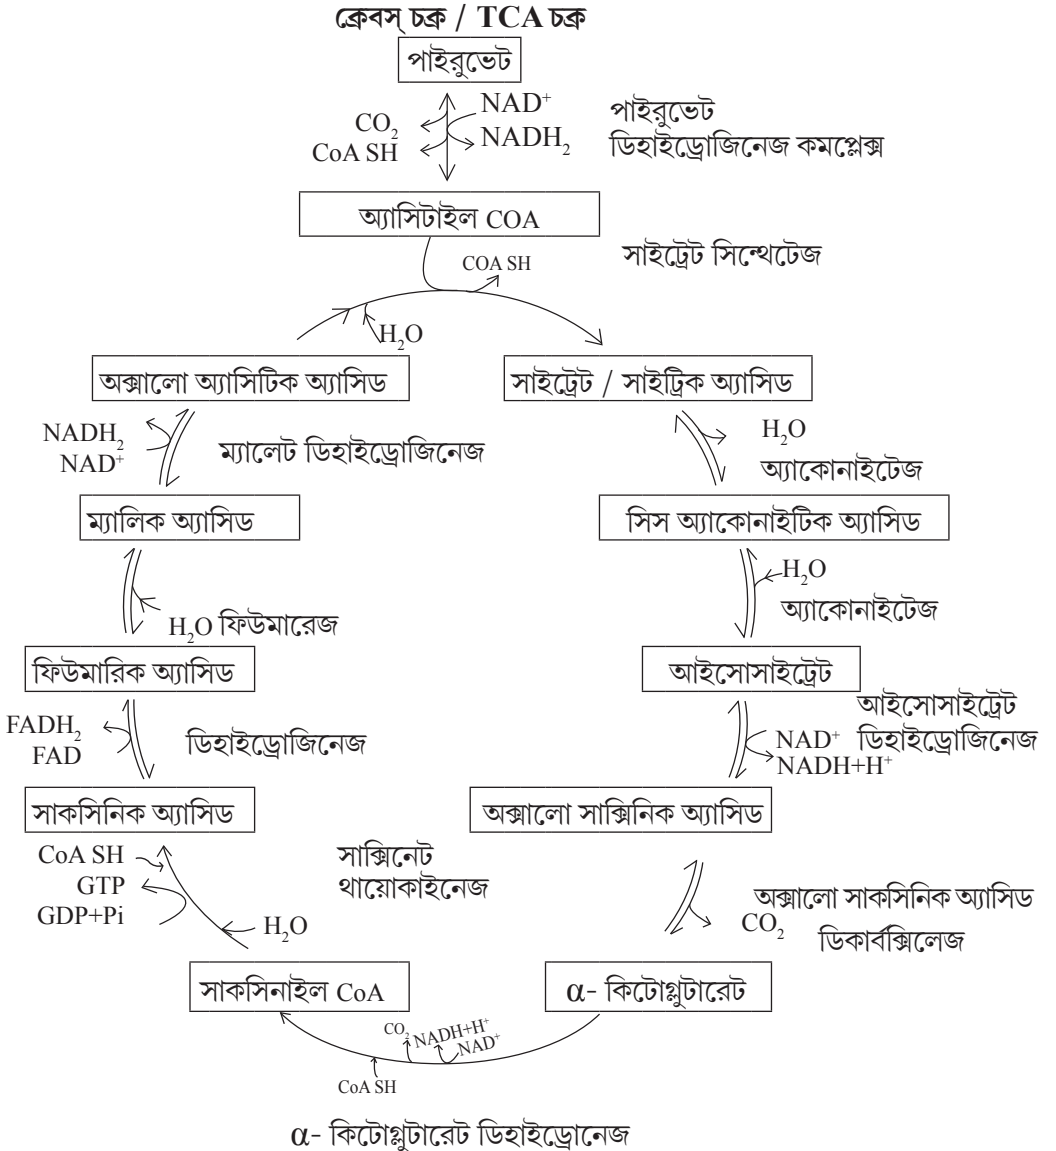 ক্রেবস্ চক্র / TCA চক্র
পাইরুভেট
NAD⁺
CO₂
NADH₂
CoA SH
পাইরুভেট
ডিহাইড্রোজিনেজ কমপ্লেক্স
অ্যাসিটাইল COA
সাইট্রেট সিন্থেটেজ
COA SH
H₂O
অক্সালো অ্যাসিটিক অ্যাসিড
সাইট্রেট / সাইট্রিক অ্যাসিড
NADH₂
NAD⁺
ম্যালেট ডিহাইড্রোজিনেজ
H₂O
অ্যাকোনাইটেজ
ম্যালিক অ্যাসিড
সিস অ্যাকোনাইটিক অ্যাসিড
H₂O
অ্যাকোনাইটেজ
H₂O ফিউমারেজ
ফিউমারিক অ্যাসিড
আইসোসাইট্রেট
FADH₂
FAD
ডিহাইড্রোজিনেজ
আইসোসাইট্রেট
ডিহাইড্রোজিনেজ
NAD⁺
NADH+H⁺
সাকসিনিক অ্যাসিড
অক্সালো সাক্সিনিক অ্যাসিড
CoA SH
GTP
GDP+Pi
H₂O
সাক্সিনেট
থায়োকাইনেজ
CO₂
অক্সালো সাকসিনিক অ্যাসিড
ডিকার্বক্সিলেজ
সাকসিনাইল CoA
α- কিটোগ্লুটারেট
CO₂
NADH+H⁺
NAD⁺
CoA SH
α- কিটোগ্লুটারেট ডিহাইড্রোনেজ